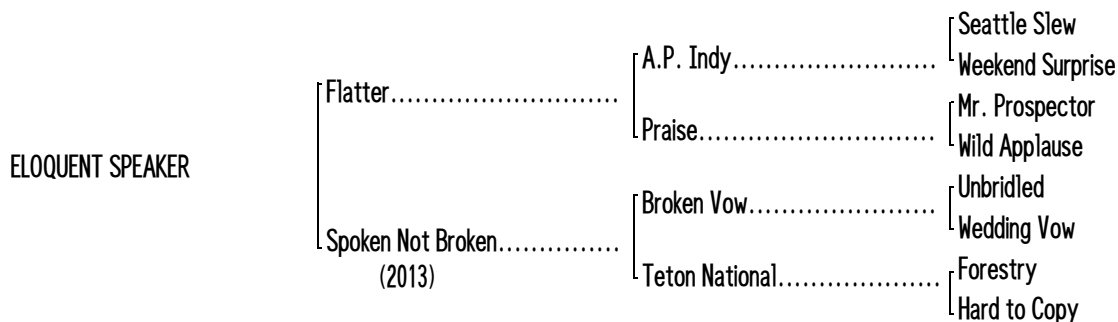 Seattle Slew
A.P. Indy........................
Weekend Surprise
Flatter............................
Mr. Prospector
Praise.............................
Wild Applause
ELOQUENT SPEAKER
Unbridled
Broken Vow.......................
Wedding Vow
Spoken Not Broken...............
(2013)
Forestry
Teton National....................
Hard to Copy